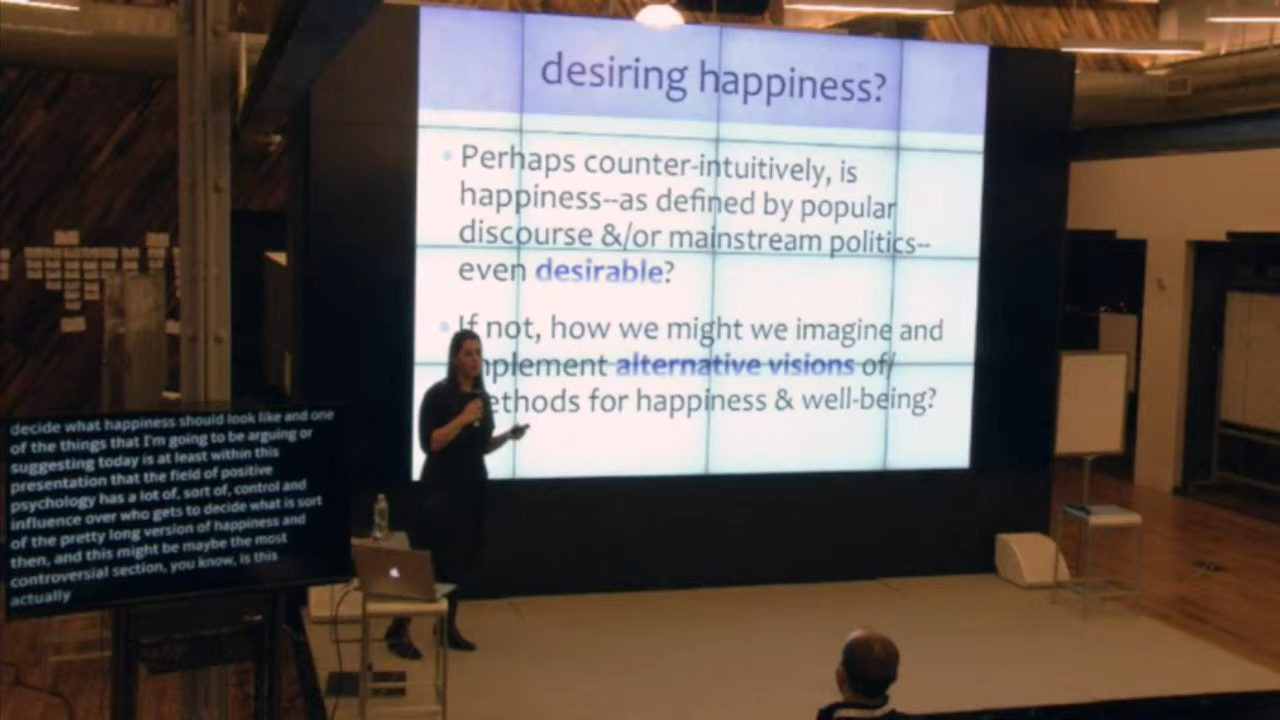 desiring happiness?
Perhaps counter-intuitively, is
happiness--as defined by popular
discourse &/or mainstream politics--
even desirable?
If not, how we might we imagine and
mplement alternative visions of/
ethods for happiness & well-being?
decide what happiness should look like and one
of the things that I'm going to be arguing or
suggesting today is at least within this
presentation that the field of positive
psychology has a lot of, sort of, control and
influence over who gets to decide what is sort
of the pretty long version of happiness and
then, and this might be maybe the most
controversial section, you know, is this
actually